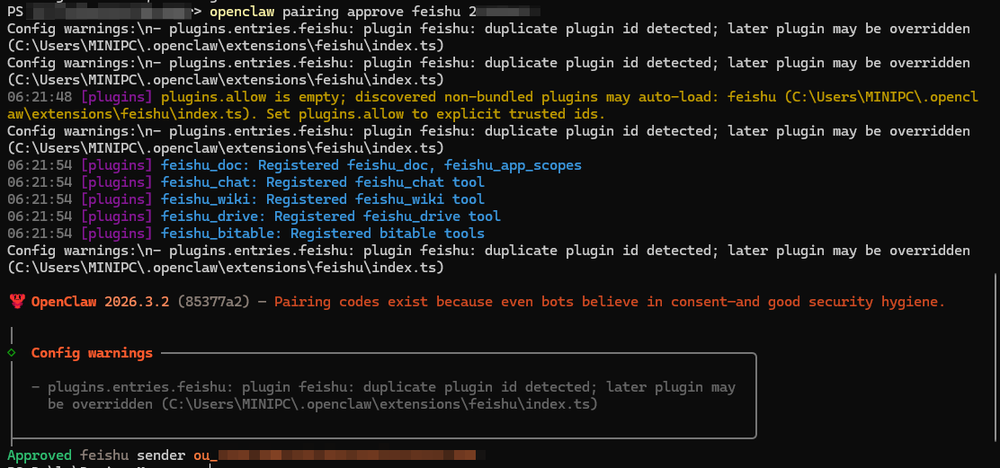 PS > openclaw pairing approve feishu 2
Config warnings:\n- plugins.entries.feishu: plugin feishu: duplicate plugin id detected; later plugin may be overridden
(C:\Users\MINIPC\.openclaw\extensions\feishu\index.ts)
Config warnings:\n- plugins.entries.feishu: plugin feishu: duplicate plugin id detected; later plugin may be overridden
(C:\Users\MINIPC\.openclaw\extensions\feishu\index.ts)
06:21:48 [plugins] plugins.allow is empty; discovered non-bundled plugins may auto-load: feishu (C:\Users\MINIPC\.opencl
aw\extensions\feishu\index.ts). Set plugins.allow to explicit trusted ids.
Config warnings:\n- plugins.entries.feishu: plugin feishu: duplicate plugin id detected; later plugin may be overridden
(C:\Users\MINIPC\.openclaw\extensions\feishu\index.ts)
06:21:54 [plugins] feishu_doc: Registered feishu_doc, feishu_app_scopes
06:21:54 [plugins] feishu_chat: Registered feishu_chat tool
06:21:54 [plugins] feishu_wiki: Registered feishu_wiki tool
06:21:54 [plugins] feishu_drive: Registered feishu_drive tool
06:21:54 [plugins] feishu_bitable: Registered bitable tools
Config warnings:\n- plugins.entries.feishu: plugin feishu: duplicate plugin id detected; later plugin may be overridden
(C:\Users\MINIPC\.openclaw\extensions\feishu\index.ts)
OpenClaw 2026.3.2 (85377a2) — Pairing codes exist because even bots believe in consent—and good security hygiene.
Config warnings
- plugins.entries.feishu: plugin feishu: duplicate plugin id detected; later plugin may
be overridden (C:\Users\MINIPC\.openclaw\extensions\feishu\index.ts)
Approved feishu sender ou_